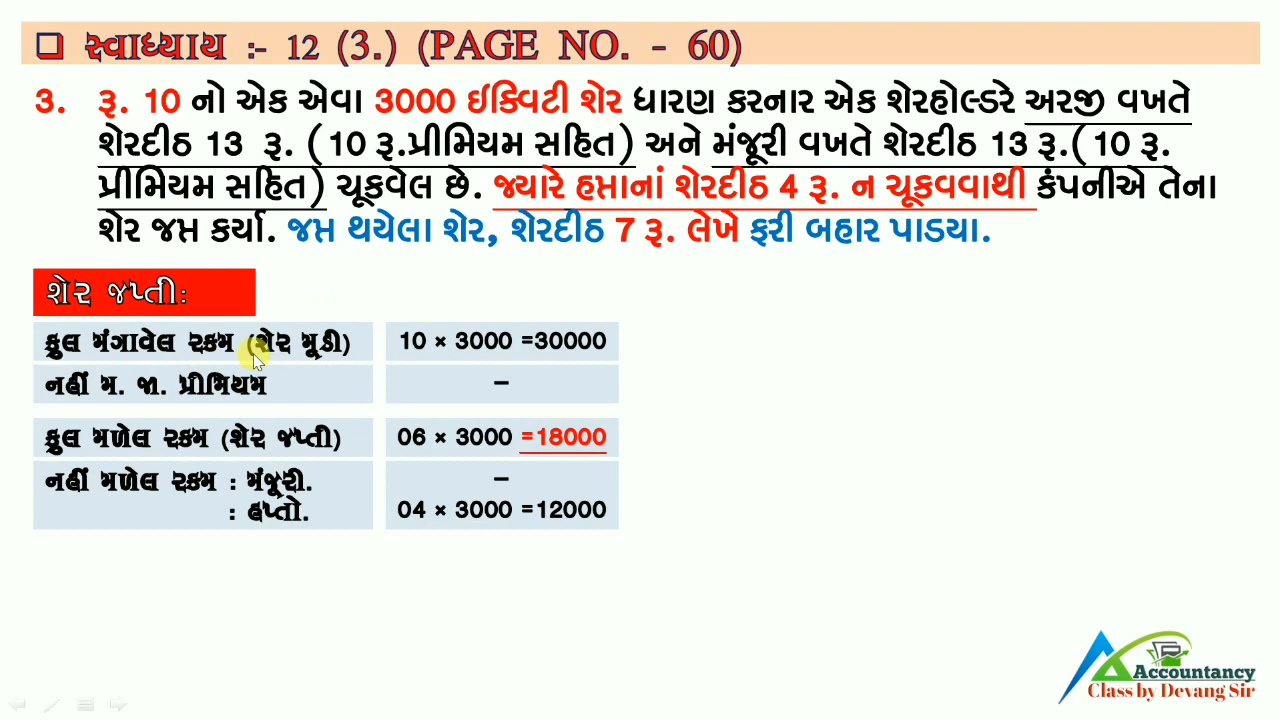 ❑ સ્વાધ્યાય :- 12 (3.) (PAGE NO. - 60)
૩. રૂ. 10 નો એક એવા 3000 ઈક્વિટી શેર ધારણ કરનાર એક શેરહોલ્ડરે અરજી વખતે
શેરદીઠ 13 રૂ. (10 રૂ.પ્રીમિયમ સહિત) અને મંજૂરી વખતે શેરદીઠ 13 રૂ.(10 રૂ.
પ્રીમિયમ સહિત) ચૂકવેલ છે. જ્યારે હપ્તાનાં શેરદીઠ 4 રૂ. ન ચૂકવવાથી કંપનીએ તેના
શેર જપ્ત કર્યા. જપ્ત થયેલા શેર, શેરદીઠ 7 રૂ. લેખે ફરી બહાર પાડયા.
શેર જપ્તી:
કુલ મંગાવેલ રકમ (શેર મૂડી) 10 × 3000 =30000
નહીં મ. જા. પ્રીમિયમ –
કુલ મળેલ રકમ (શેર જપ્તી) 06 × 3000 =18000
નહીં મળેલ રકમ : મંજૂરી. –
: હપ્તો. 04 × 3000 =12000
Accountancy
Class by Devang Sir